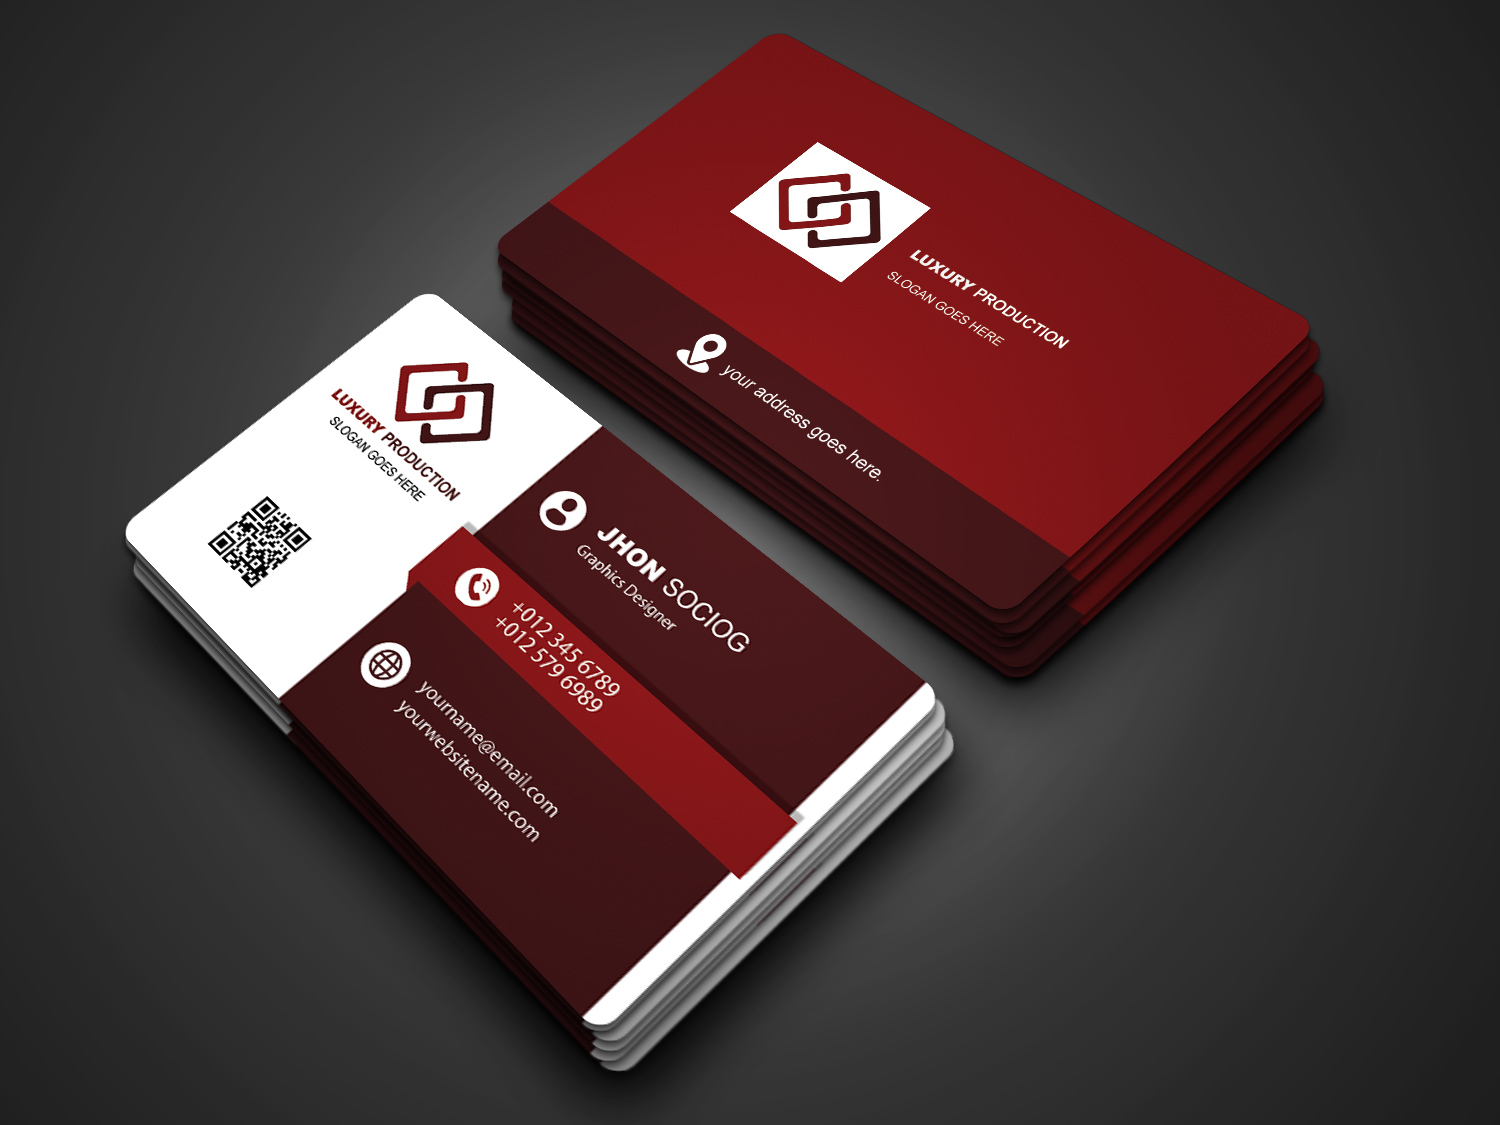 LUXURY PRODUCTION
SLOGAN GOES HERE
your address goes here.
LUXURY PRODUCTION
SLOGAN GOES HERE
JHON SOCIOG
Graphics Designer
+012 345 6789
+012 579 6989
yourname@email.com
yourwebsitename.com